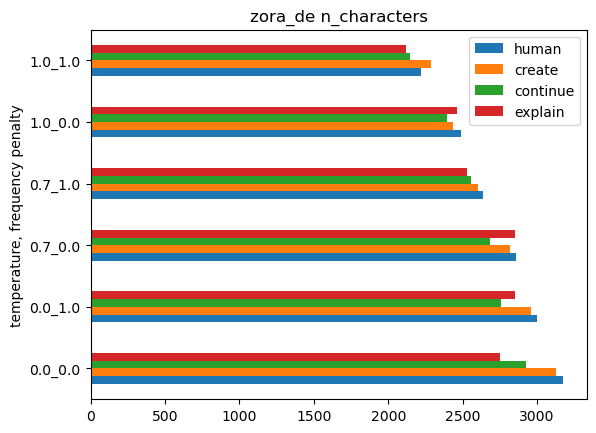 zora_de n_characters
human
create
continue
explain
temperature, frequency penalty
1.0_1.0
1.0_0.0
0.7_1.0
0.7_0.0
0.0_1.0
0.0_0.0
0 500 1000 1500 2000 2500 3000